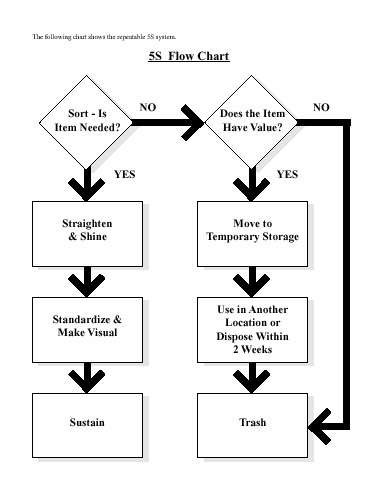 The following chart shows the repeatable 5S system.
5S Flow Chart
Sort - Is
Item Needed?
NO
Does the Item
Have Value?
NO
YES
YES
Straighten
& Shine
Move to
Temporary Storage
Standardize &
Make Visual
Use in Another
Location or
Dispose Within
2 Weeks
Sustain
Trash